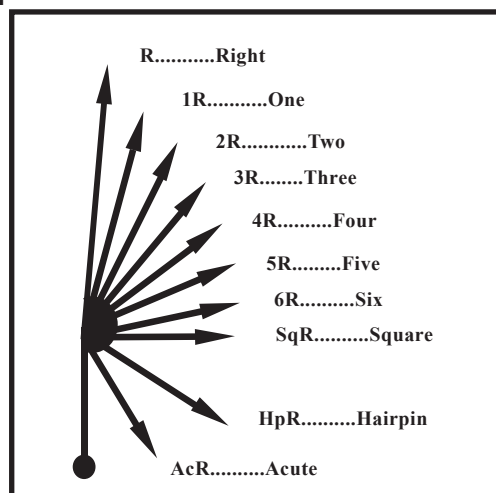 R...........Right
1R..........One
2R............Two
3R........Three
4R..........Four
5R.........Five
6R..........Six
SqR..........Square
HpR..........Hairpin
AcR..........Acute